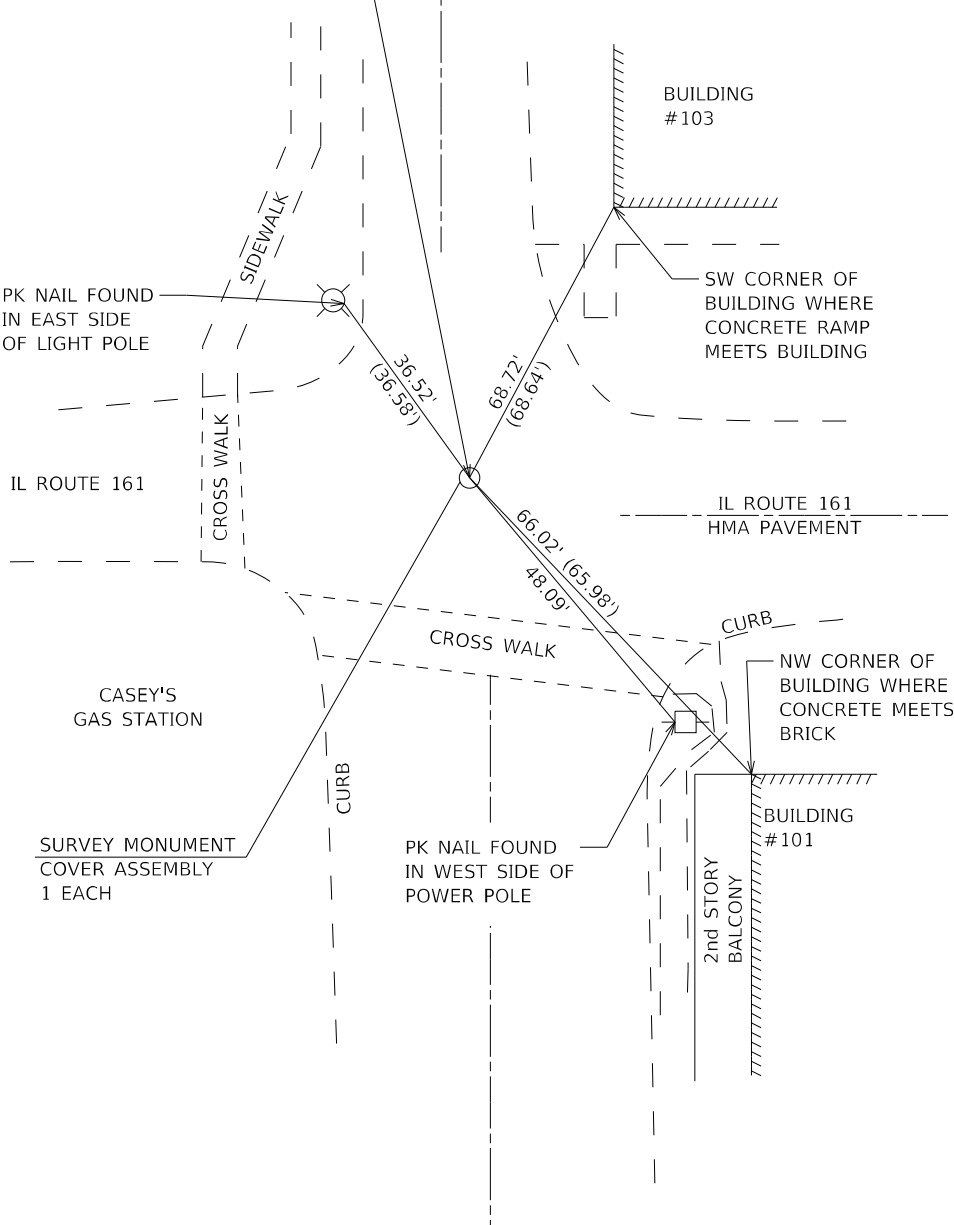 BUILDING
#103
SIDEWALK
PK NAIL FOUND
IN EAST SIDE
OF LIGHT POLE
SW CORNER OF
BUILDING WHERE
CONCRETE RAMP
MEETS BUILDING
36.52'
(36.58')
68.72'
(68.64')
CROSS WALK
IL ROUTE 161
IL ROUTE 161
HMA PAVEMENT
66.02' (65.98')
48.09'
CROSS WALK
CURB
NW CORNER OF
BUILDING WHERE
CONCRETE MEETS
BRICK
CASEY'S
GAS STATION
CURB
SURVEY MONUMENT
COVER ASSEMBLY
1 EACH
PK NAIL FOUND
IN WEST SIDE OF
POWER POLE
BUILDING
#101
2nd STORY
BALCONY